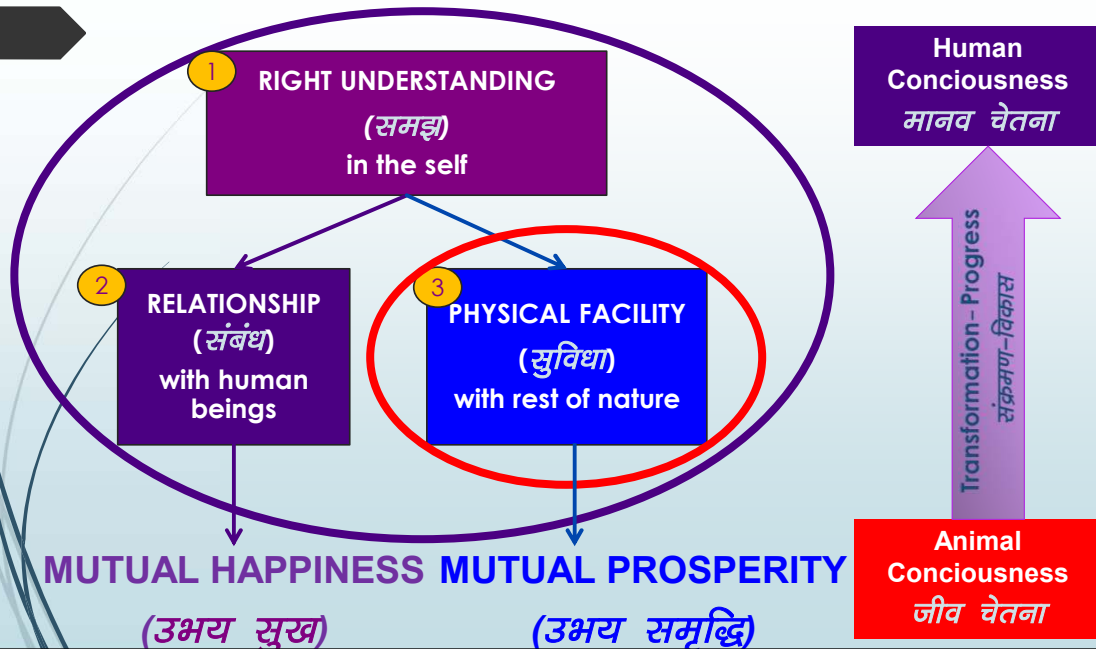 1
RIGHT UNDERSTANDING
(समझ)
in the self
2
RELATIONSHIP
(संबंध)
with human
beings
3
PHYSICAL FACILITY
(सुविधा)
with rest of nature
MUTUAL HAPPINESS
(उभय सुख)
MUTUAL PROSPERITY
(उभय समृद्धि)
Human
Conciousness
मानव चेतना
Transformation- Progress
संक्रमण-विकास
Animal
Conciousness
जीव चेतना